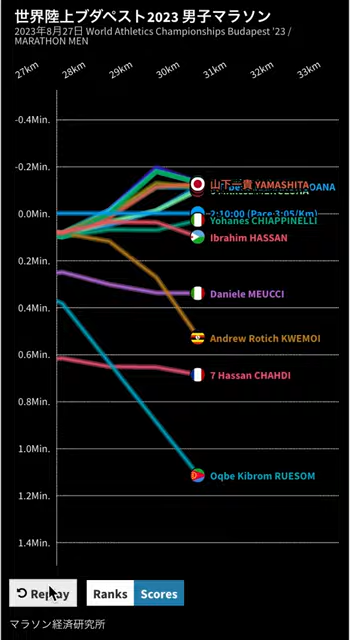 世界陸上ブダペスト2023 男子マラソン
2023年8月27日 World Athletics Championships Budapest '23 /
MARATHON MEN
27km 28km 29km 30km 31km 32km 33km
-0.4Min.
-0.2Min.
山下一貴 YAMASHITA
0.0Min.
2:10:00 (Pace 3:05/Km)
Yohanes CHIAPPINELLI
Ibrahim HASSAN
0.2Min.
Daniele MEUCCI
0.4Min.
Andrew Rotich KWEMOI
0.6Min.
7 Hassan CHAHDI
0.8Min.
1.0Min.
Oqbe Kibrom RUESOM
1.2Min.
1.4Min.
Replay Ranks Scores
マラソン経済研究所